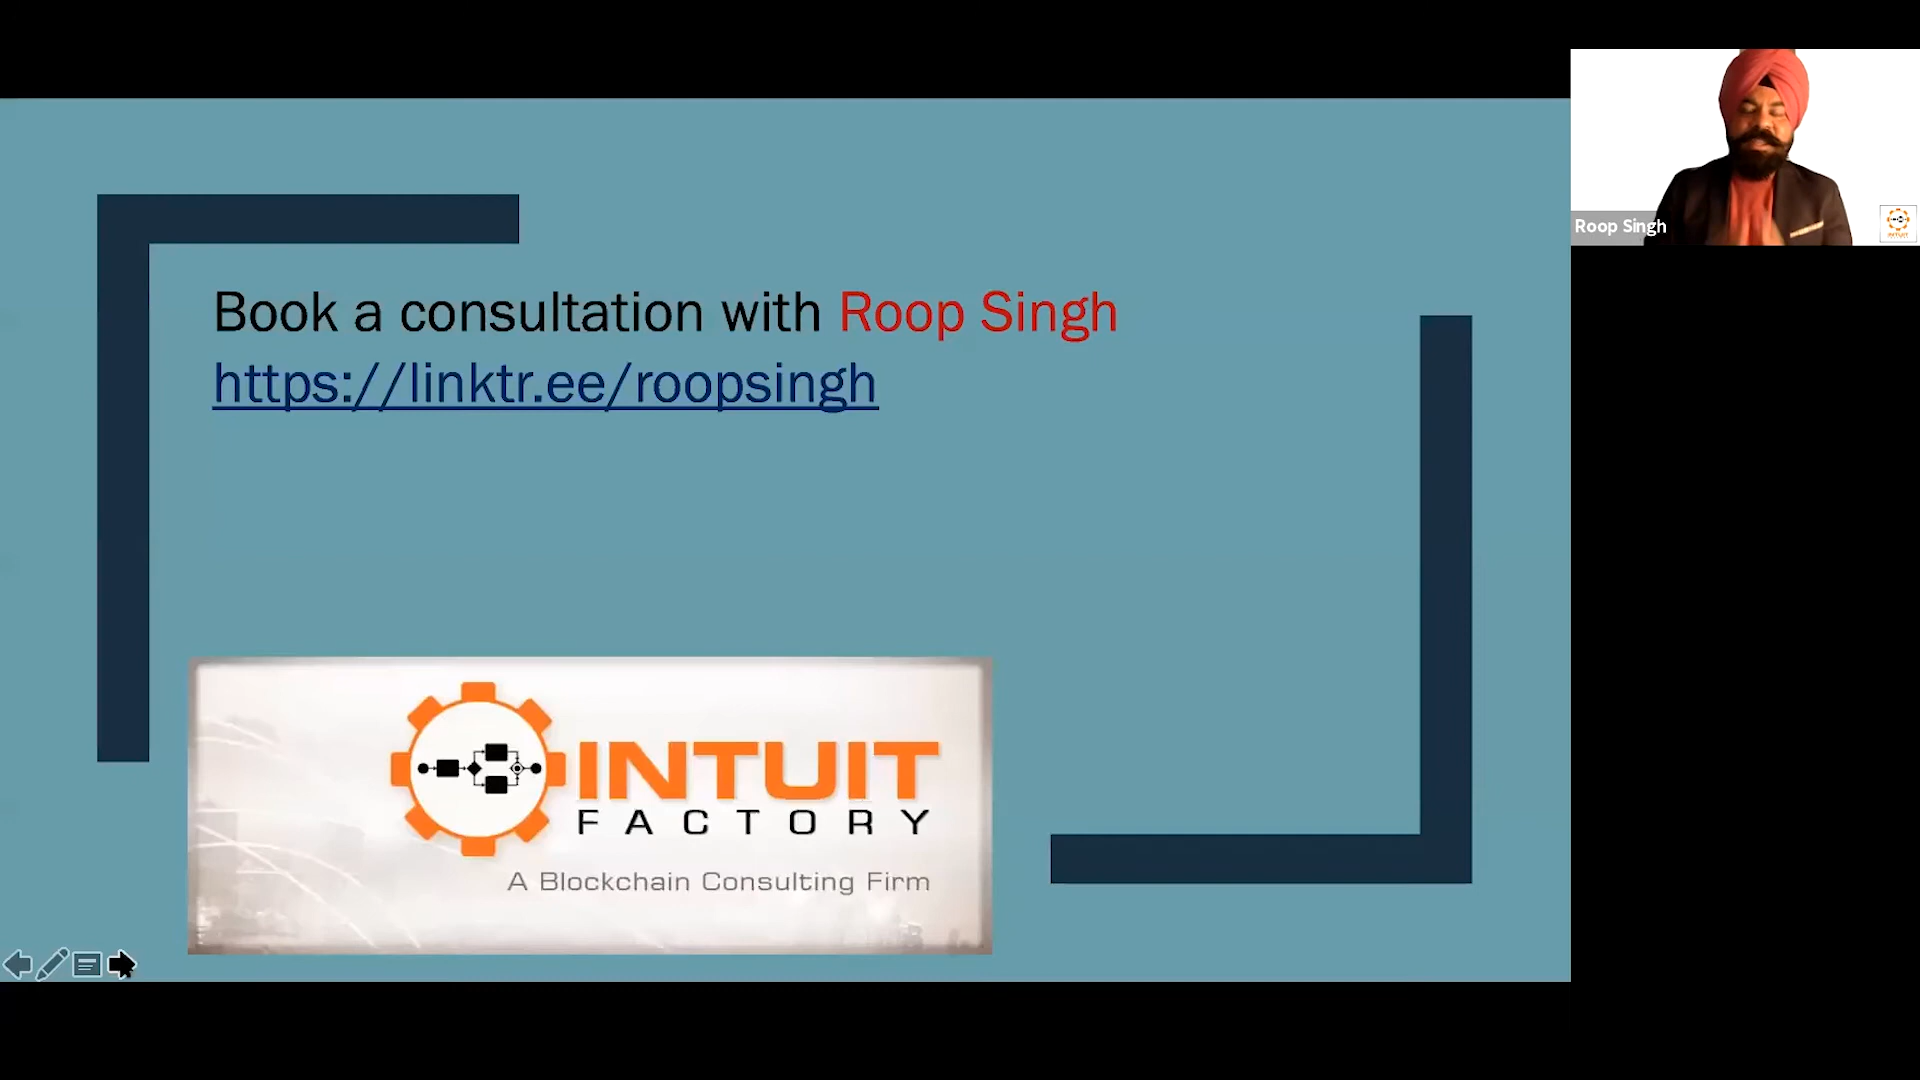 Book a consultation with Roop Singh
https://linktr.ee/roopsingh
INTUIT
FACTORY
A Blockchain Consulting Firm
Roop Singh